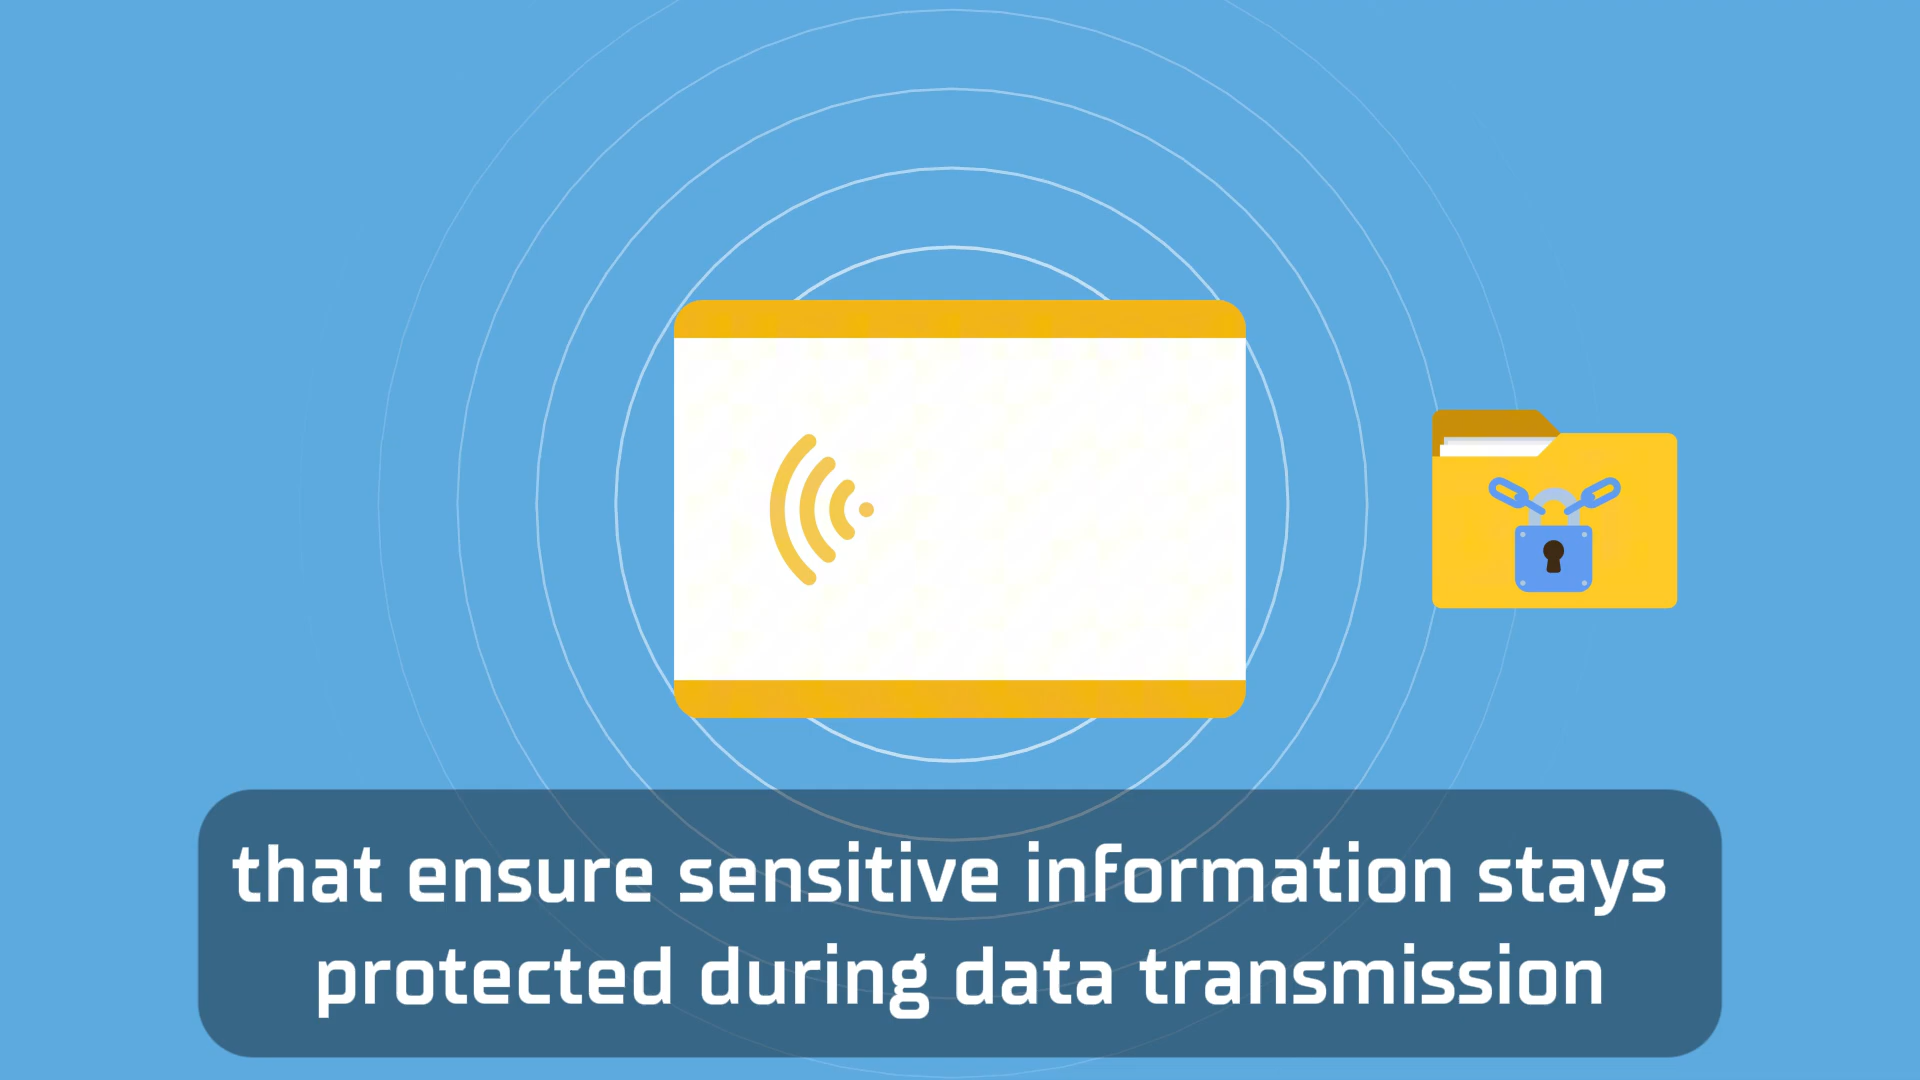 that ensure sensitive information stays
protected during data transmission